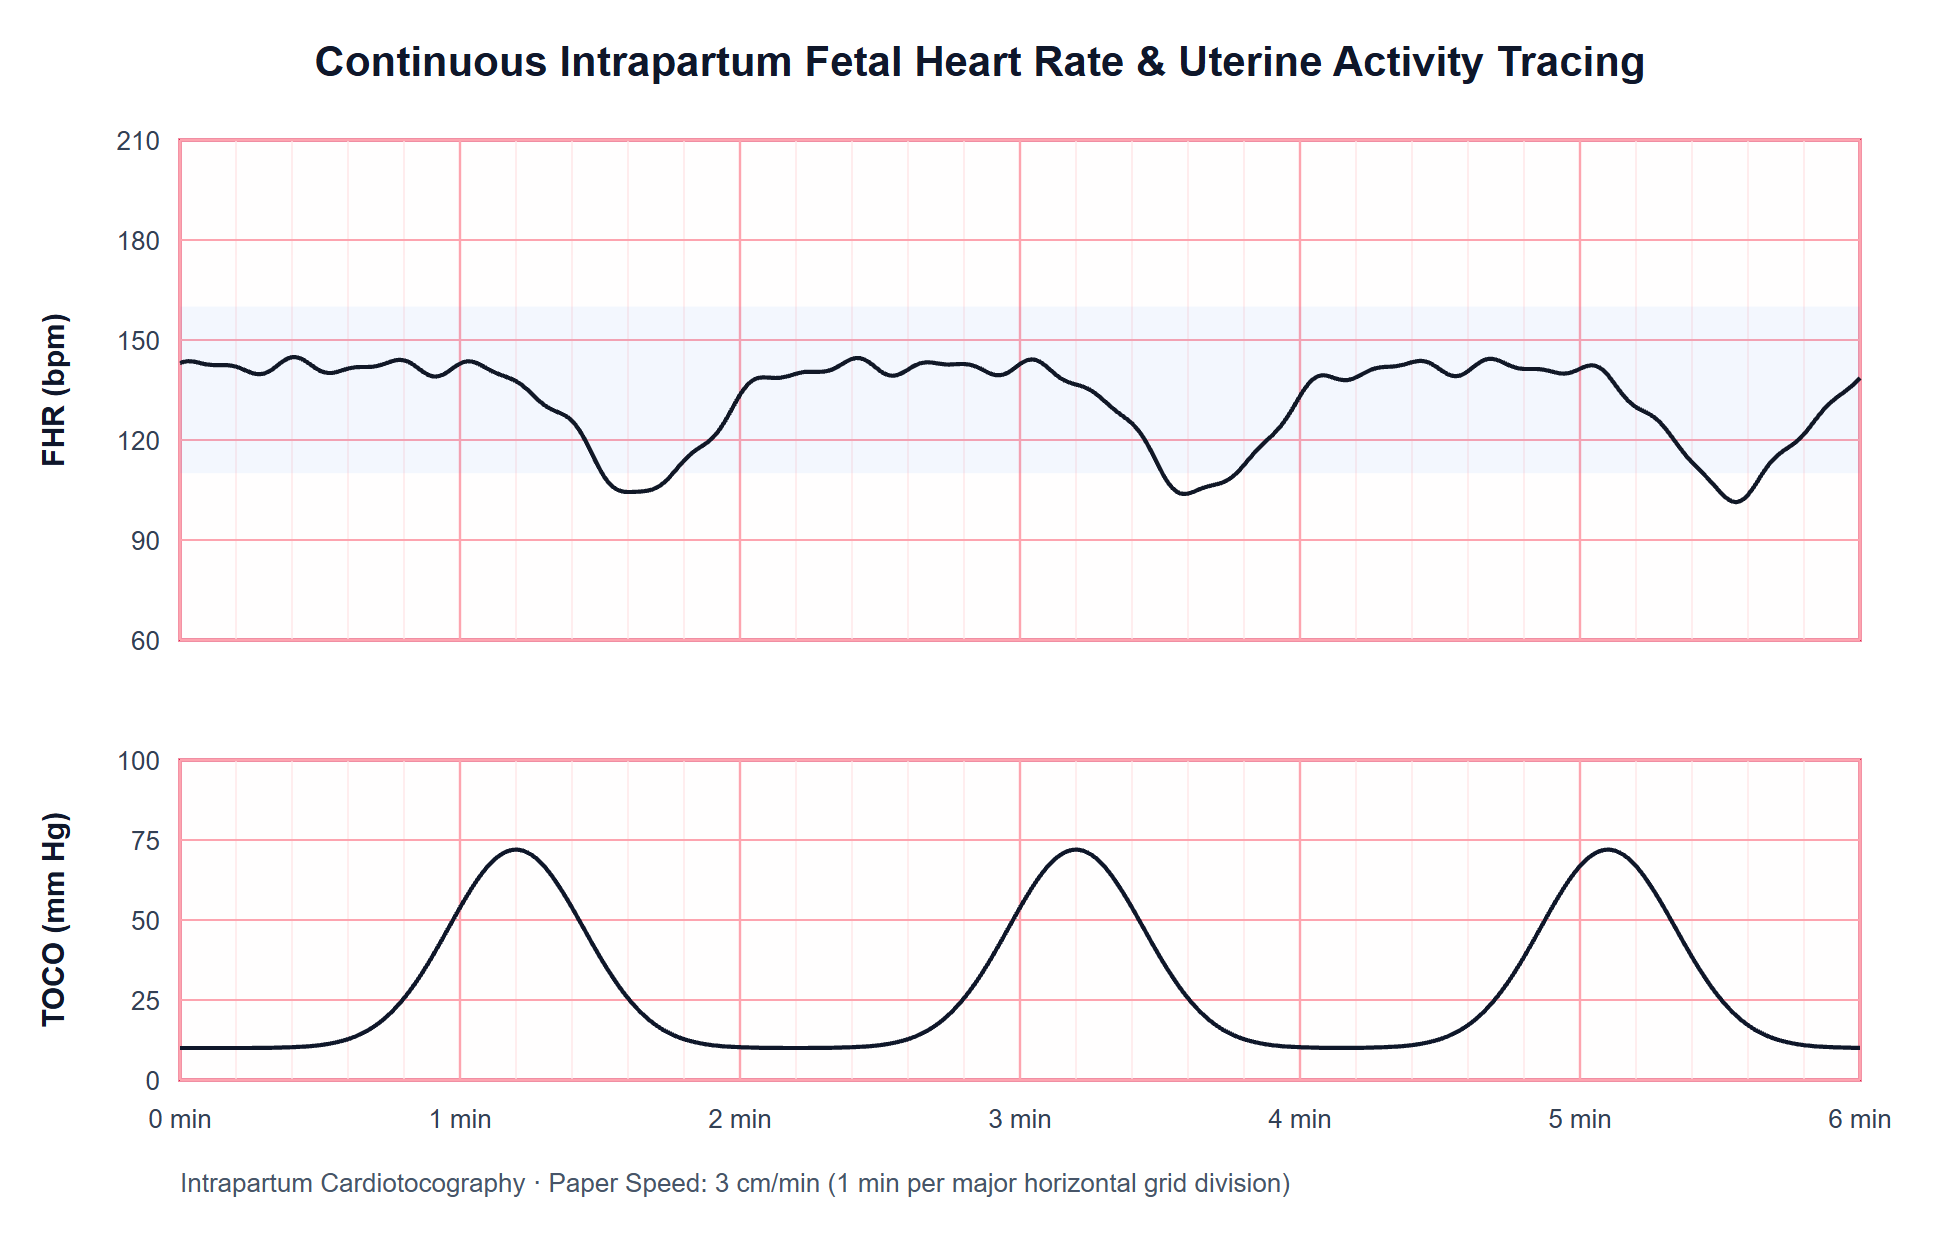 Continuous Intrapartum Fetal Heart Rate & Uterine Activity Tracing
210
180
150
120
90
60
FHR (bpm)
100
75
50
25
0
TOCO (mm Hg)
0 min 1 min 2 min 3 min 4 min 5 min 6 min
Intrapartum Cardiotocography · Paper Speed: 3 cm/min (1 min per major horizontal grid division)